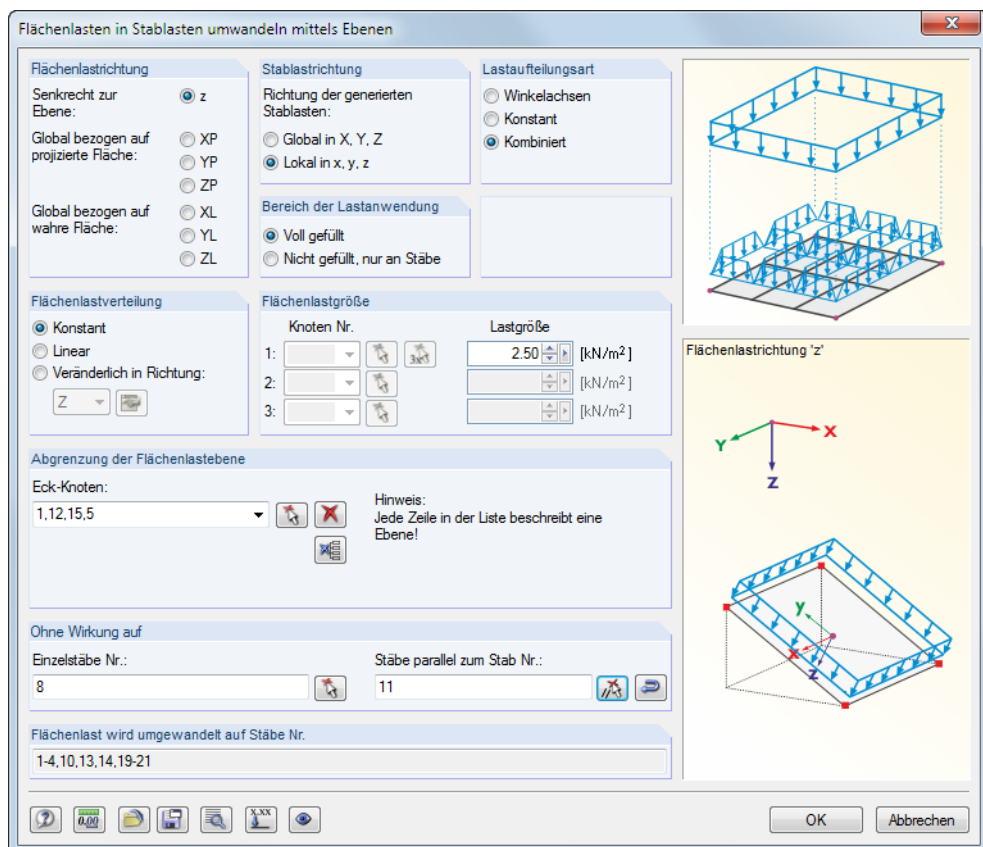 Flächenlasten in Stablasten umwandeln mittels Ebenen
Flächenlastrichtung
Senkrecht zur
Ebene:
z
Global bezogen auf
projizierte Fläche:
XP
YP
ZP
Global bezogen auf
wahre Fläche:
XL
YL
ZL
Stablastrichtung
Richtung der generierten
Stablasten:
Global in X, Y, Z
Lokal in x, y, z
Lastaufteilungsart
Winkelachsen
Konstant
Kombiniert
Bereich der Lastanwendung
Voll gefüllt
Nicht gefüllt, nur an Stäbe
Flächenlastverteilung
Konstant
Linear
Veränderlich in Richtung:
Z
Flächenlastgröße
Knoten Nr. Lastgröße
1: 3x 2.50 [kN/m²]
2: [kN/m²]
3: [kN/m²]
Flächenlastrichtung 'z'
Y X
Z
y
x
z
Abgrenzung der Flächenlastebene
Eck-Knoten:
1,12,15,5
Hinweis:
Jede Zeile in der Liste beschreibt eine
Ebene!
Ohne Wirkung auf
Einzelstäbe Nr.: Stäbe parallel zum Stab Nr.:
8 11
Flächenlast wird umgewandelt auf Stäbe Nr.
1-4,10,13,14,19-21
0.00 X.XX OK Abbrechen